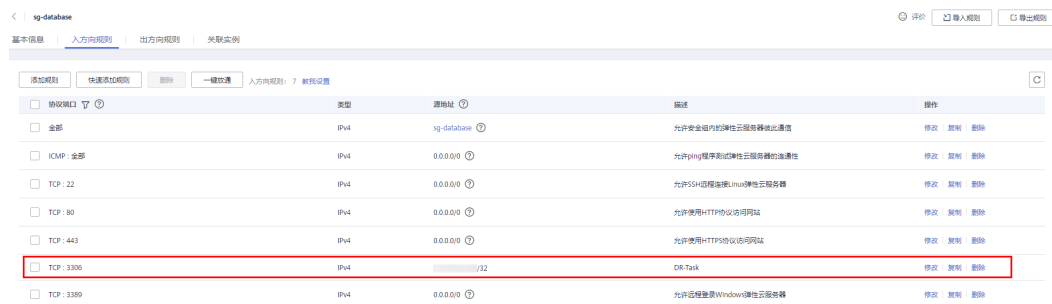 sg-database
评价 导入规则 导出规则
基本信息 入方向规则 出方向规则 关联实例
添加规则 快速添加规则 删除 一键放通 入方向规则: 7 教我设置
协议端口 类型 源地址 描述 操作
全部 IPv4 sg-database 允许安全组内的弹性云服务器彼此通信 修改 复制 删除
ICMP : 全部 IPv4 0.0.0.0/0 允许ping程序测试弹性云服务器的连通性 修改 复制 删除
TCP : 22 IPv4 0.0.0.0/0 允许SSH远程连接Linux弹性云服务器 修改 复制 删除
TCP : 80 IPv4 0.0.0.0/0 允许使用HTTP协议访问网站 修改 复制 删除
TCP : 443 IPv4 0.0.0.0/0 允许使用HTTPS协议访问网站 修改 复制 删除
TCP : 3306 IPv4 /32 DR-Task 修改 复制 删除
TCP : 3389 IPv4 0.0.0.0/0 允许远程登录Windows弹性云服务器 修改 复制 删除